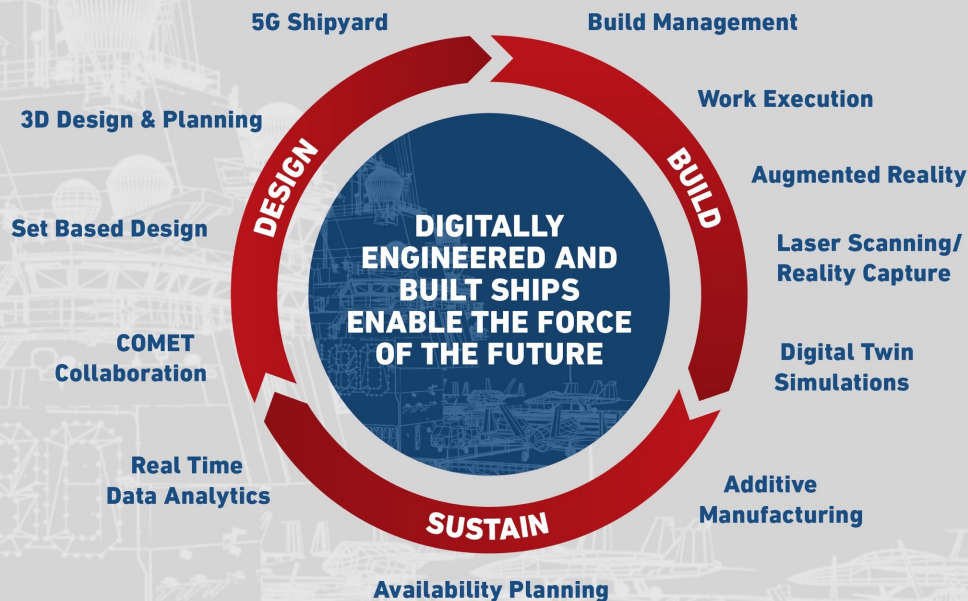 5G Shipyard
Build Management
3D Design & Planning
Work Execution
DESIGN
BUILD
Augmented Reality
Set Based Design
DIGITALLY
ENGINEERED AND
BUILT SHIPS
ENABLE THE FORCE
OF THE FUTURE
Laser Scanning/
Reality Capture
COMET
Collaboration
Digital Twin
Simulations
Real Time
Data Analytics
Additive
Manufacturing
SUSTAIN
Availability Planning